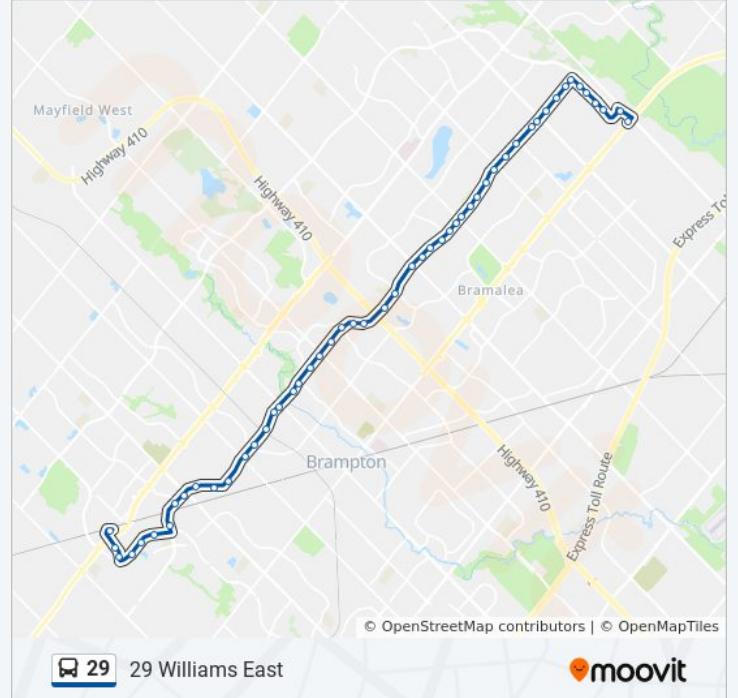 Mayfield West
Highway 410
Highway 410
Express Tol
Bramalea
Brampton
Highway 410
Express Toll Route
© OpenStreetMap contributors | © OpenMapTiles
29 29 Williams East
moovit